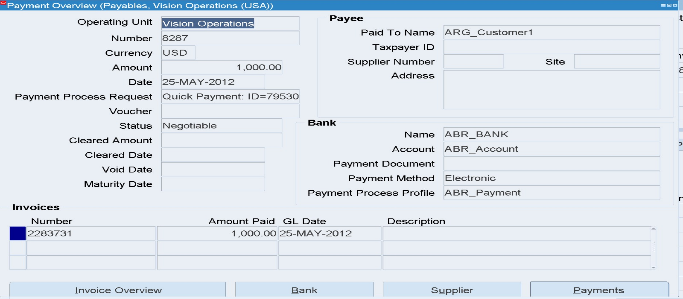 Payment Overview (Payables, Vision Operations (USA))
Operating Unit Vision Operations
Number 8287
Currency USD
Amount 1,000.00
Date 25-MAY-2012
Payment Process Request Quick Payment: ID=79530
Voucher
Status Negotiable
Cleared Amount
Cleared Date
Void Date
Maturity Date
Payee
Paid To Name ARG_Customer1
Taxpayer ID
Supplier Number Site
Address
Bank
Name ABR_BANK
Account ABR_Account
Payment Document
Payment Method Electronic
Payment Process Profile ABR_Payment
Invoices
Number Amount Paid GL Date Description
2283731 1,000.00 25-MAY-2012
Invoice Overview Bank Supplier Payments